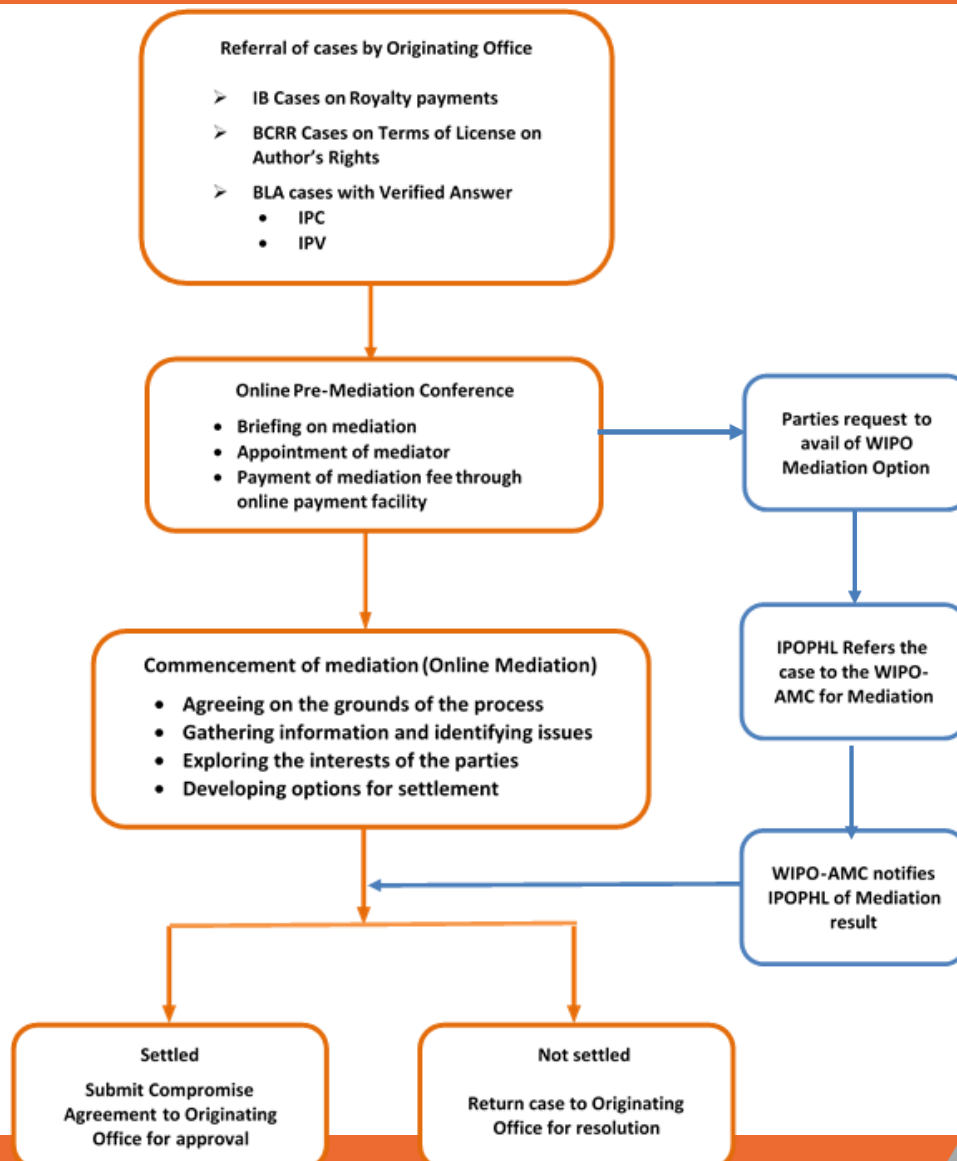 Referral of cases by Originating Office
➢ IB Cases on Royalty payments
➢ BCRR Cases on Terms of License on
Author's Rights
➢ BLA cases with Verified Answer
• IPC
• IPV
Online Pre-Mediation Conference
• Briefing on mediation
• Appointment of mediator
• Payment of mediation fee through
online payment facility
Parties request to
avail of WIPO
Mediation Option
IPOPHL Refers the
case to the WIPO-
AMC for Mediation
Commencement of mediation (Online Mediation)
• Agreeing on the grounds of the process
• Gathering information and identifying issues
• Exploring the interests of the parties
• Developing options for settlement
WIPO-AMC notifies
IPOPHL of Mediation
result
Settled
Submit Compromise
Agreement to Originating
Office for approval
Not settled
Return case to Originating
Office for resolution